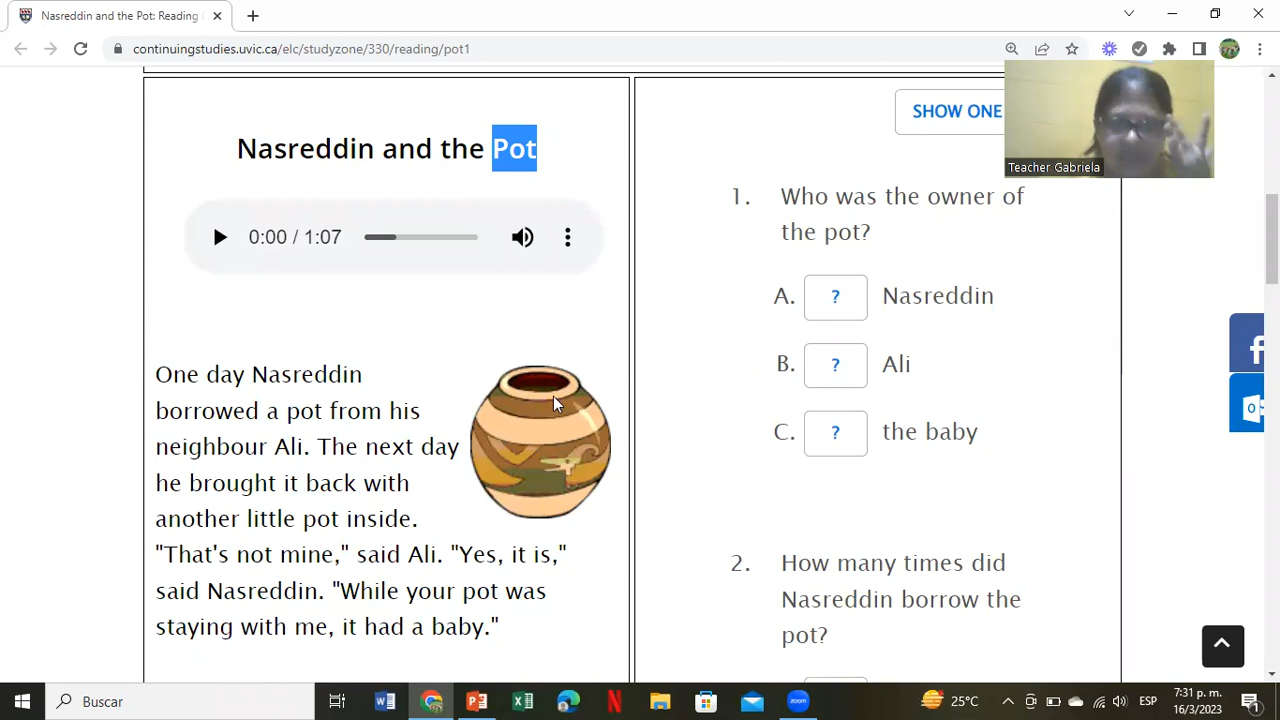 Nasreddin and the Pot: Reading
continuingstudies.uvic.ca/elc/studyzone/330/reading/pot1
Nasreddin and the Pot
0:00 / 1:07
One day Nasreddin
borrowed a pot from his
neighbour Ali. The next day
he brought it back with
another little pot inside.
"That's not mine," said Ali. "Yes, it is,"
said Nasreddin. "While your pot was
staying with me, it had a baby."
SHOW ONE
Teacher Gabriela
1. Who was the owner of
the pot?
A. ? Nasreddin
B. ? Ali
C. ? the baby
2. How many times did
Nasreddin borrow the
pot?
Buscar
25°C
ESP
7:31 p. m.
16/3/2023